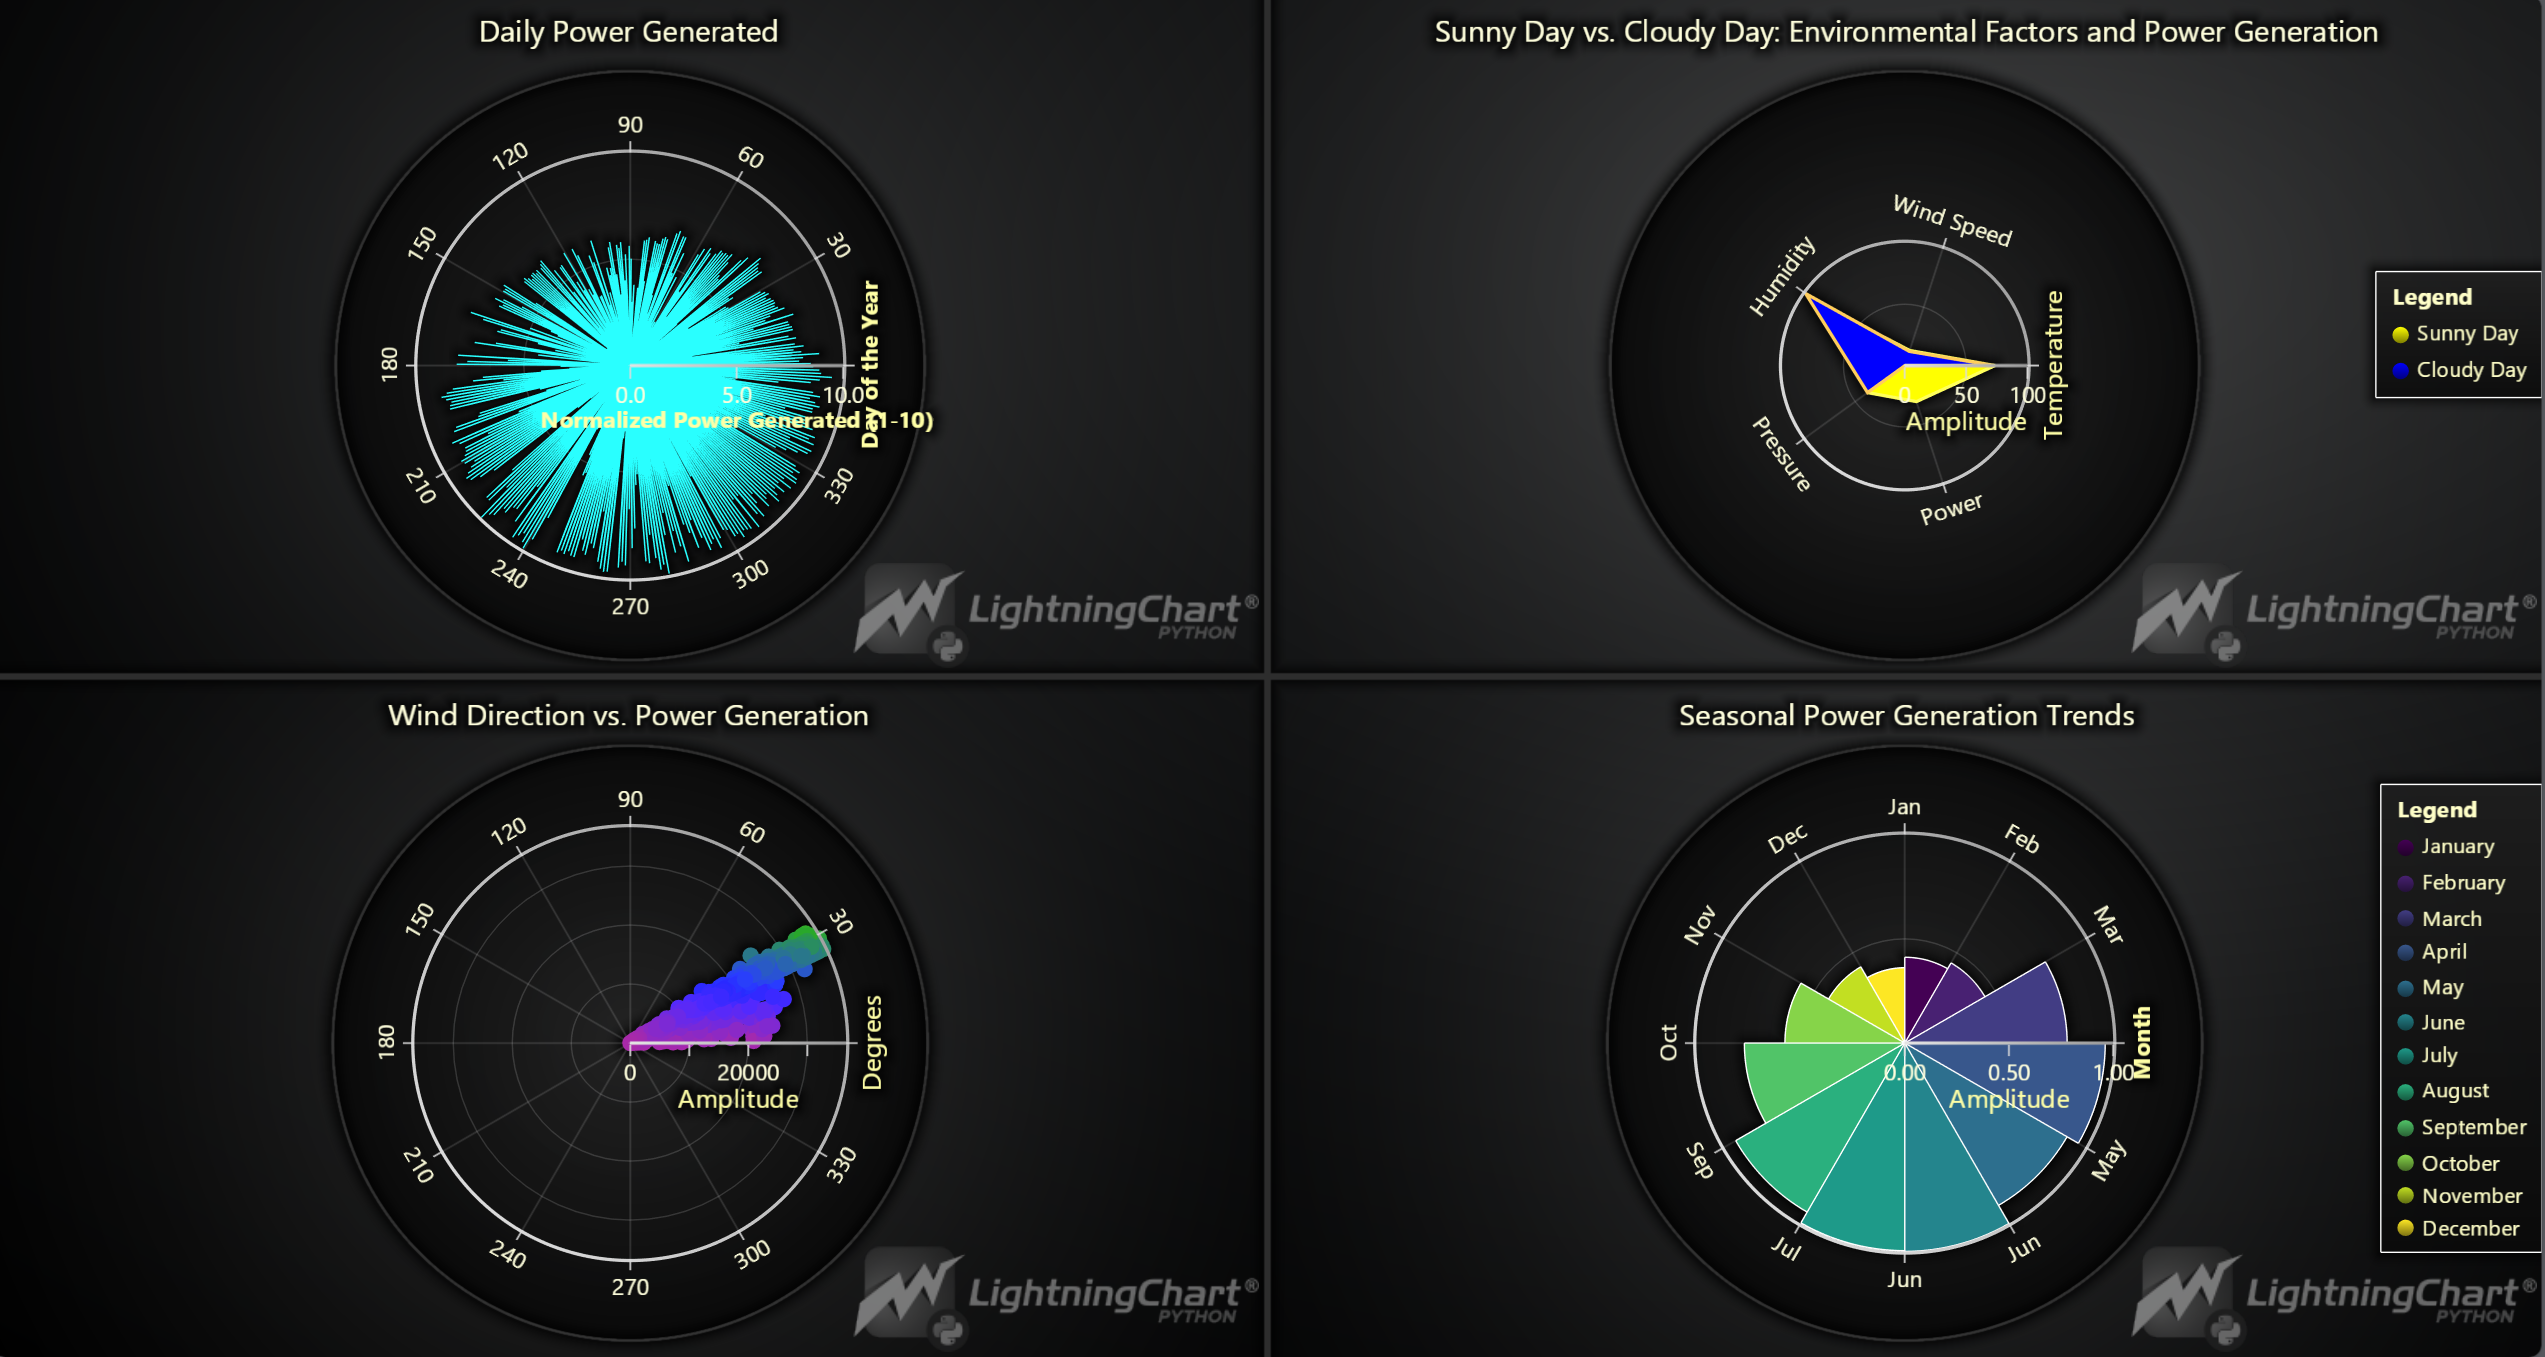 Daily Power Generated
90
120
60
150
30
180
0.0
5.0
10.0
Normalized Power Generated (1-10)
Day of the Year
210
330
240
300
270
LightningChart®
PYTHON
Sunny Day vs. Cloudy Day: Environmental Factors and Power Generation
Wind Speed
Humidity
Temperature
0
50
100
Amplitude
Pressure
Power
Legend
Sunny Day
Cloudy Day
LightningChart®
PYTHON
Wind Direction vs. Power Generation
90
120
60
150
30
180
0
20000
Amplitude
Degrees
210
330
240
300
270
LightningChart®
PYTHON
Seasonal Power Generation Trends
Jan
Dec
Feb
Nov
Mar
Oct
0.00
0.50
1.00
Amplitude
Month
Sep
May
Jul
Jun
Jun
Legend
January
February
March
April
May
June
July
August
September
October
November
December
LightningChart®
PYTHON